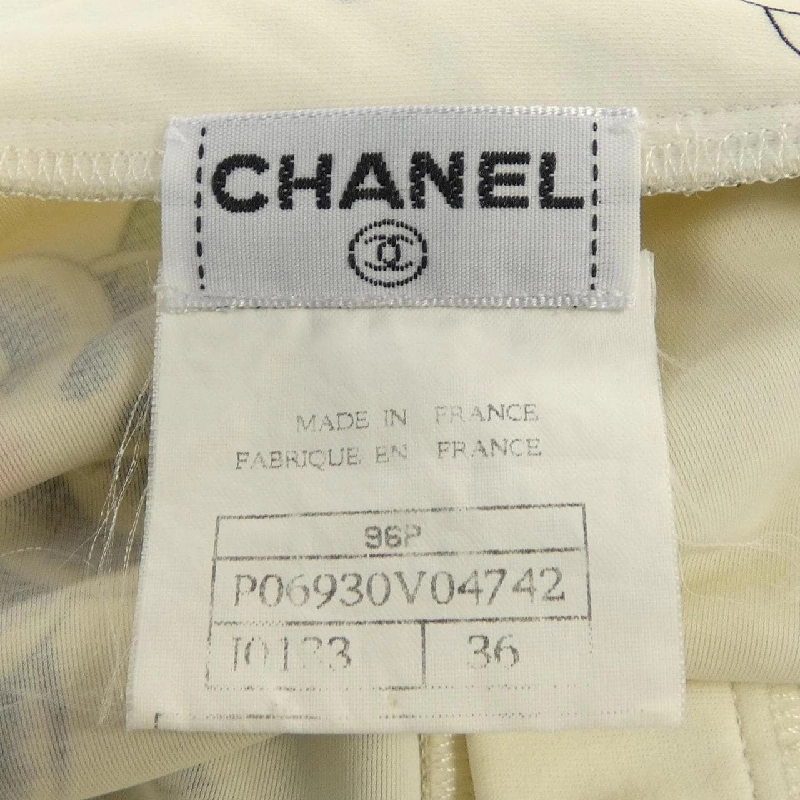 CHANEL
MADE IN FRANCE
FABRIQUE EN FRANCE
96P
P06930V04742
36